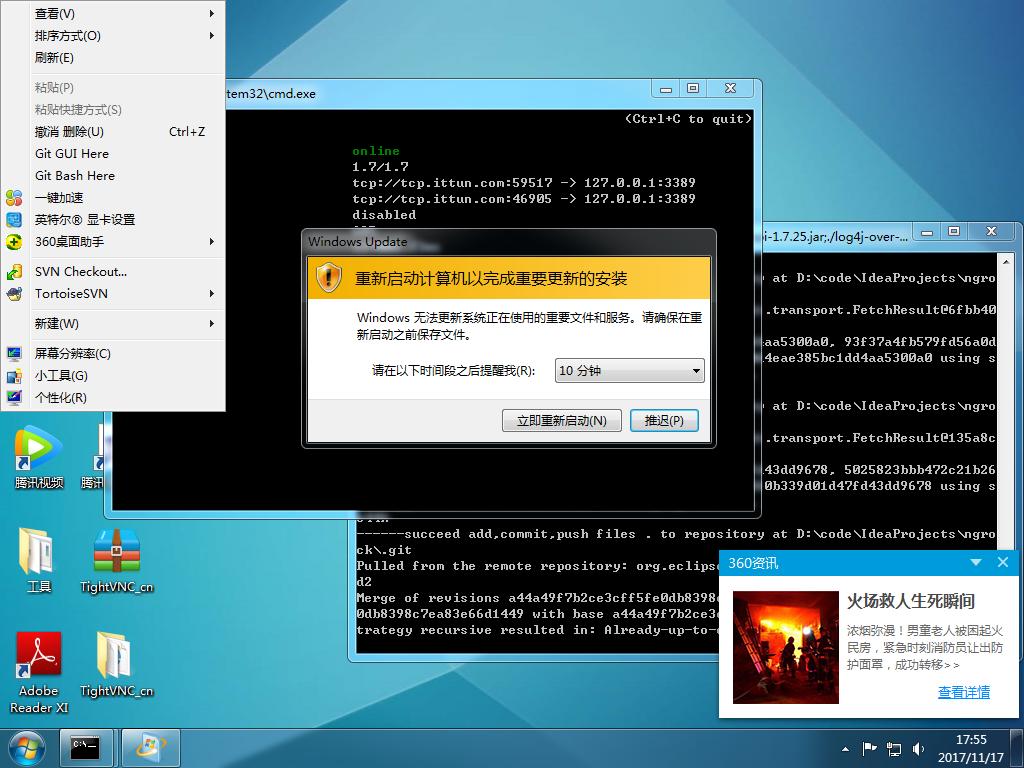 查看(V)
排序方式(O)
刷新(E)
粘贴(P)
粘贴快捷方式(S)
撤消 删除(U) Ctrl+Z
Git GUI Here
Git Bash Here
一键加速
英特尔® 显卡设置
360桌面助手
SVN Checkout...
TortoiseSVN
新建(W)
屏幕分辨率(C)
小工具(G)
个性化(R)
tem32\cmd.exe
(Ctrl+C to quit)
online
1.7/1.7
tcp://tcp.ittun.com:59517 -> 127.0.0.1:3389
tcp://tcp.ittun.com:46905 -> 127.0.0.1:3389
disabled
Windows Update
重新启动计算机以完成重要更新的安装
Windows 无法更新系统正在使用的重要文件和服务。请确保在重
新启动之前保存文件。
请在以下时间段之后提醒我(R): 10 分钟
立即重新启动(N) 推迟(P)
i-1.7.25.jar;./log4j-over-...
at D:\code\IdeaProjects\ngro
.transport.FetchResult@6fbb40
aa5300a0, 93f37a4fb579fd56a0d
4eae385bc1dd4aa5300a0 using s
at D:\code\IdeaProjects\ngro
.transport.FetchResult@135a8c
43dd9678, 5025823bbb472c21b26
0b339d01d47fd43dd9678 using s
------succeed add,commit,push files . to repository at D:\code\IdeaProjects\ngro
ck\.git
Pulled from the remote repository: org.eclips
d2
Merge of revisions a44a49f7b2ce3cff5fe0db8398
0db8398c7ea83e66d1449 with base a44a49f7b2ce3
trategy recursive resulted in: Already-up-to-
360资讯
火场救人生死瞬间
浓烟弥漫！男童老人被困起火
民房，紧急时刻消防员让出防
护面罩，成功转移>>
查看详情
腾讯视频
腾讯
工具
TightVNC_cn
Adobe
Reader XI
TightVNC_cn
C:\
17:55
2017/11/17